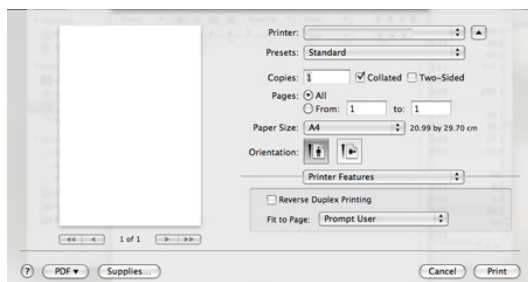 Printer:
Presets: Standard
Copies: 1 Collated Two-Sided
Pages: All
From: 1 to: 1
Paper Size: A4 20.99 by 29.70 cm
Orientation:
Printer Features
Reverse Duplex Printing
Fit to Page: Prompt User
1 of 1
? PDF Supplies... Cancel Print